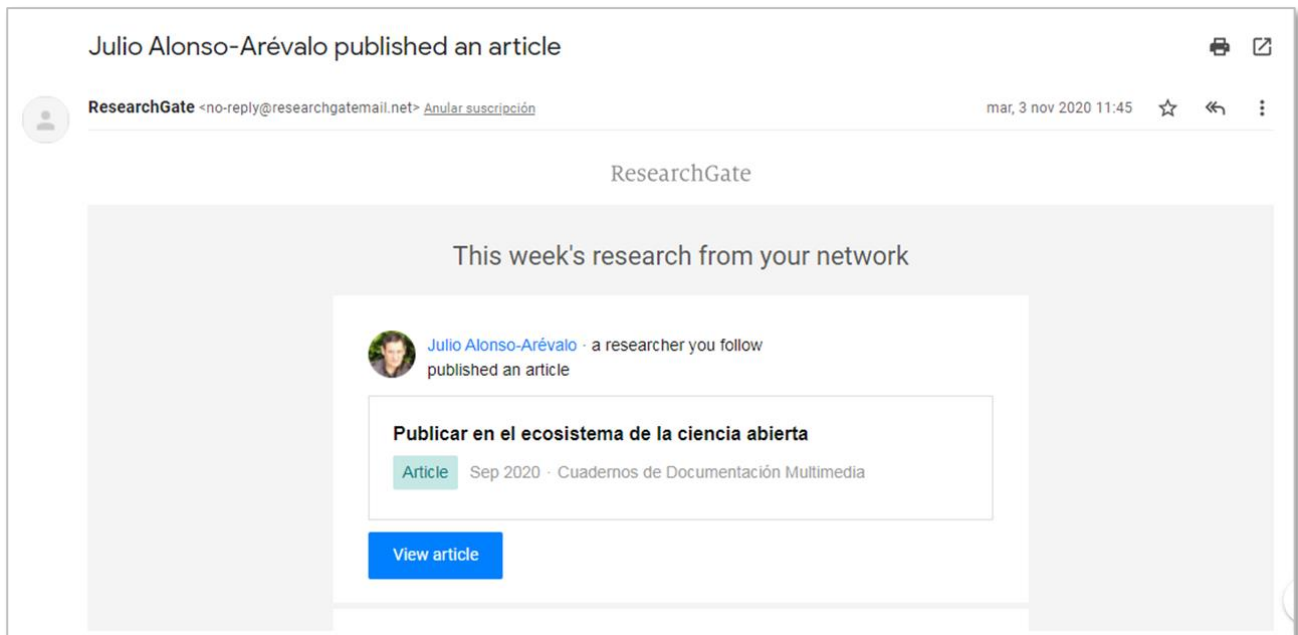 Julio Alonso-Arévalo published an article
ResearchGate <no-reply@researchgatemail.net> Anular suscripción mar, 3 nov 2020 11:45
ResearchGate
This week's research from your network
Julio Alonso-Arévalo · a researcher you follow
published an article
Publicar en el ecosistema de la ciencia abierta
Article Sep 2020 · Cuadernos de Documentación Multimedia
View article